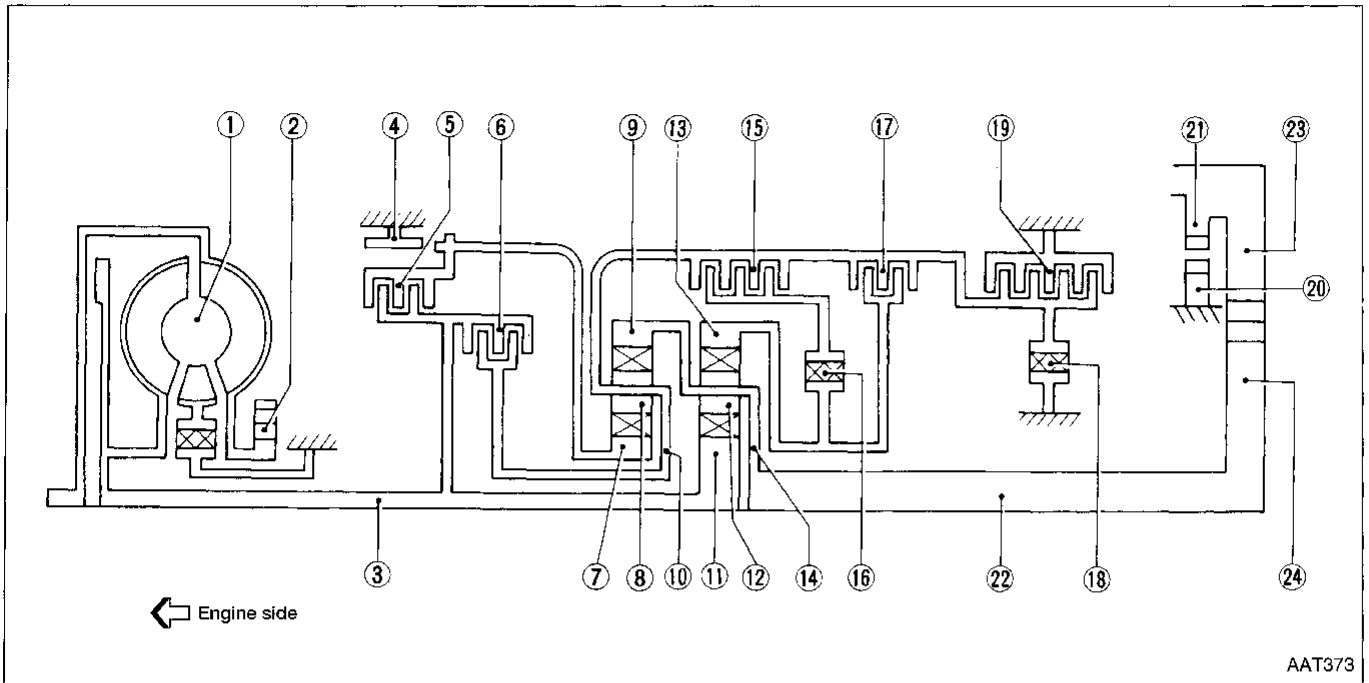 ① ② ④ ⑤ ⑥ ⑨ ⑬ ⑮ ⑰ ⑲ ㉑ ㉓
⑳
③ ⑦ ⑧ ⑩ ⑪ ⑫ ⑭ ⑯ ㉒ ⑱ ㉔
Engine side
AAT373